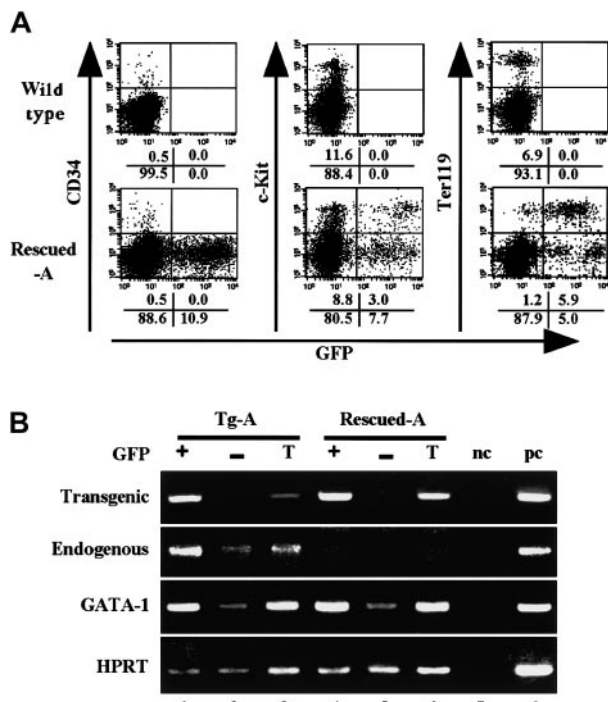 A
Wild type
CD34
c-Kit
Ter119
0.5 0.0
99.5 0.0
11.6 0.0
88.4 0.0
6.9 0.0
93.1 0.0
Rescued -A
0.5 0.0
88.6 10.9
8.8 3.0
80.5 7.7
1.2 5.9
87.9 5.0
GFP
B
Tg-A Rescued-A
GFP + - T + - T nc pc
Transgenic
Endogenous
GATA-1
HPRT